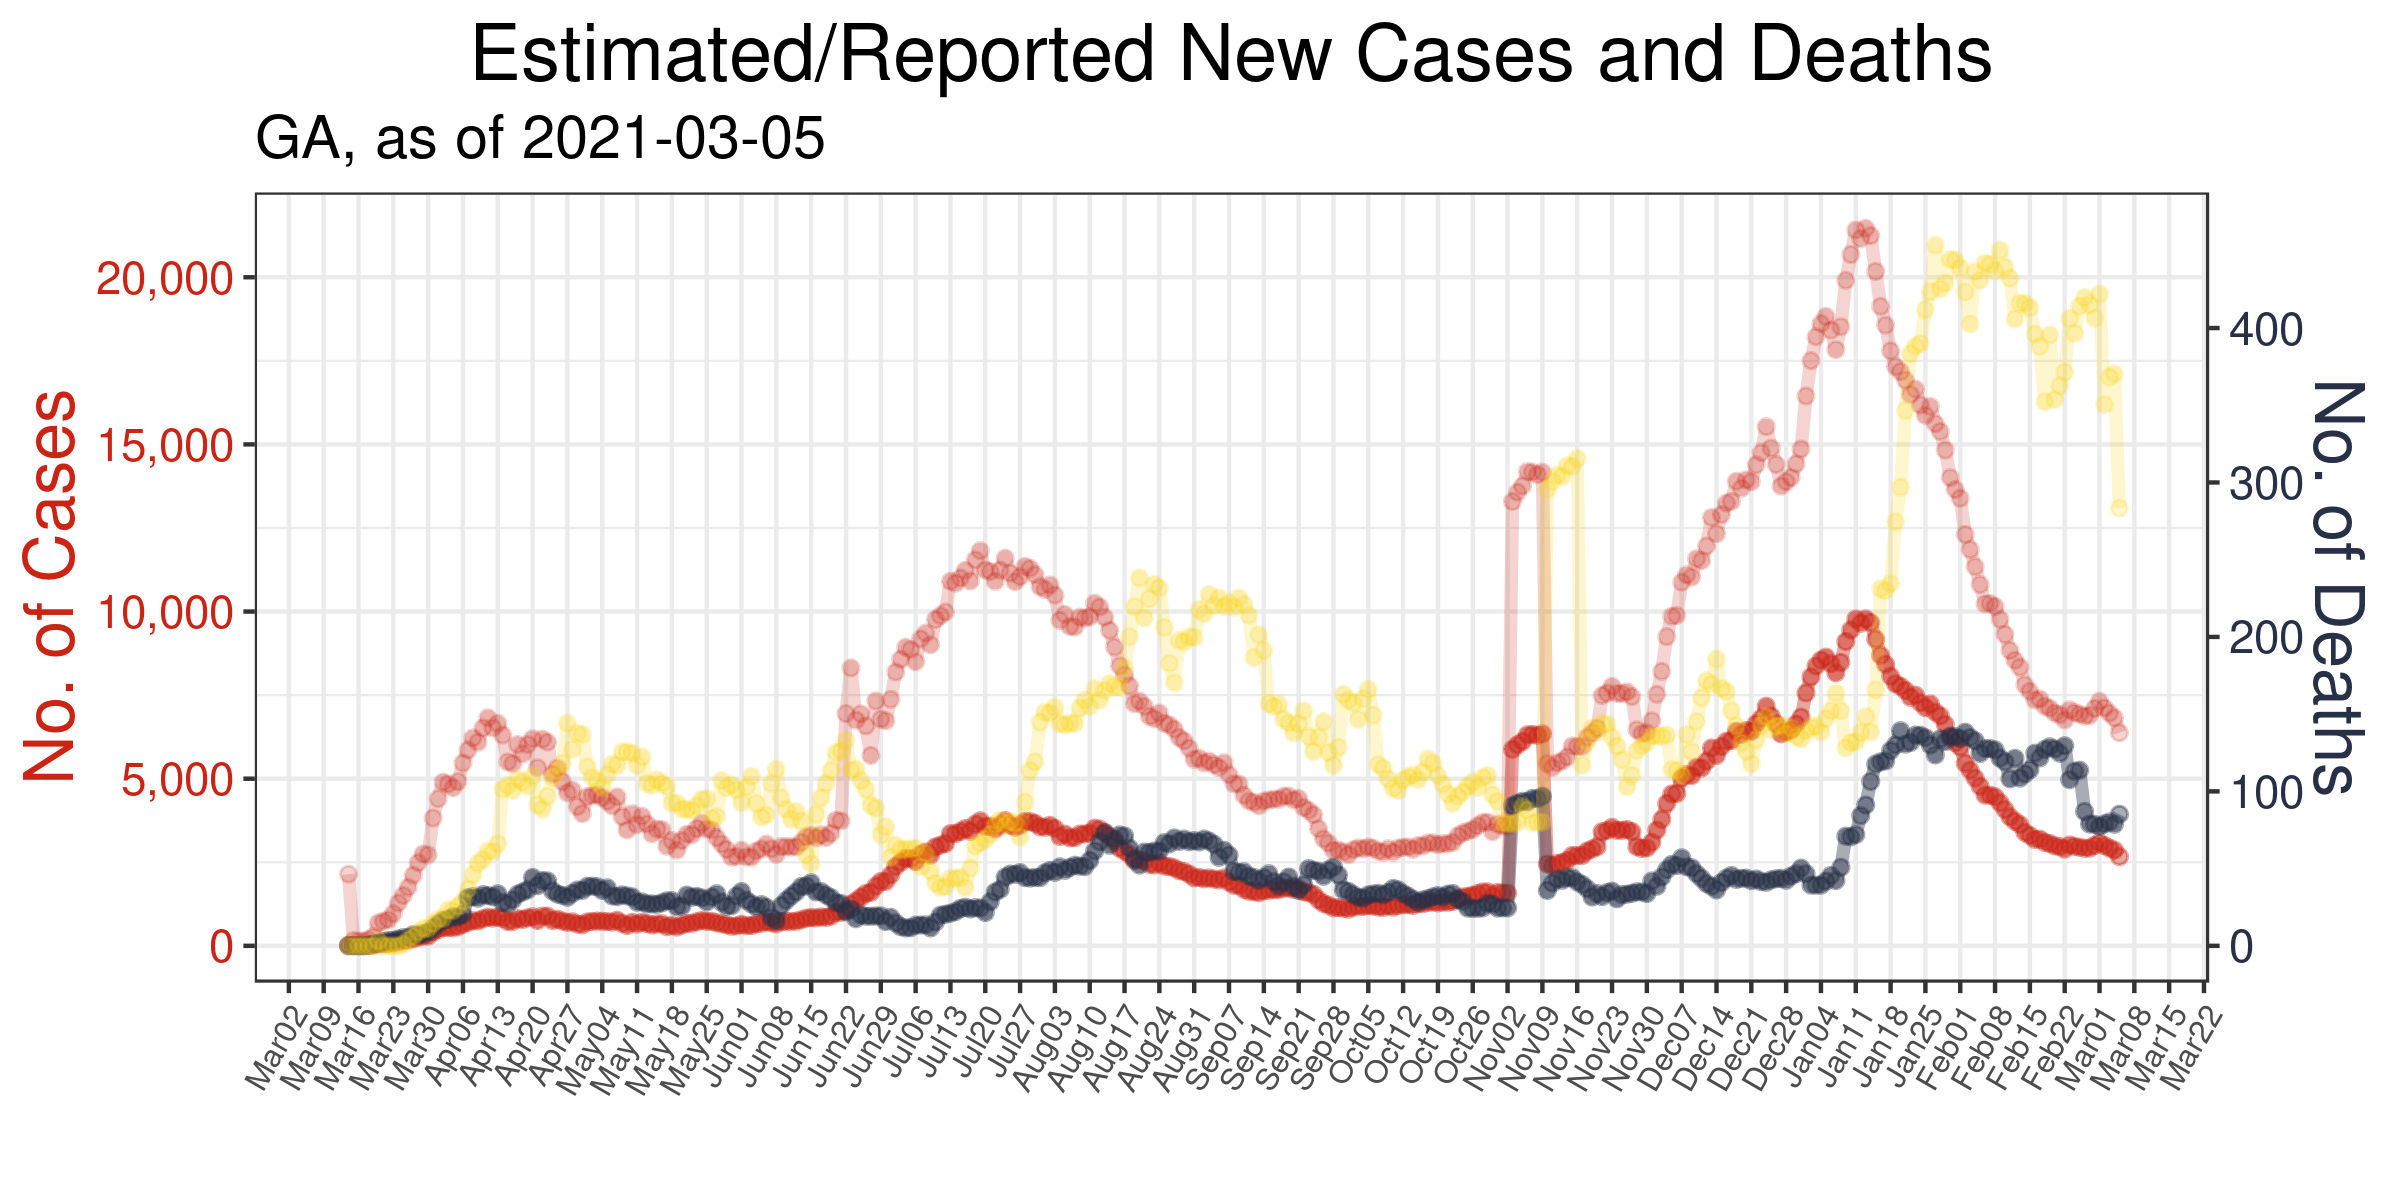 Estimated/Reported New Cases and Deaths
GA, as of 2021-03-05
No. of Cases
20,000
15,000
10,000
5,000
0
400
300
200
100
0
No. of Deaths
Mar02
Mar09
Mar16
Mar23
Mar30
Apr06
Apr13
Apr20
Apr27
May04
May11
May18
May25
Jun01
Jun08
Jun15
Jun22
Jun29
Jul06
Jul13
Jul20
Jul27
Aug03
Aug10
Aug17
Aug24
Aug31
Sep07
Sep14
Sep21
Sep28
Oct05
Oct12
Oct19
Oct26
Nov02
Nov09
Nov16
Nov23
Nov30
Dec07
Dec14
Dec21
Dec28
Dec04
Jan11
Jan18
Jan25
Feb01
Feb08
Feb15
Feb22
Mar01
Mar08
Mar15
Mar22